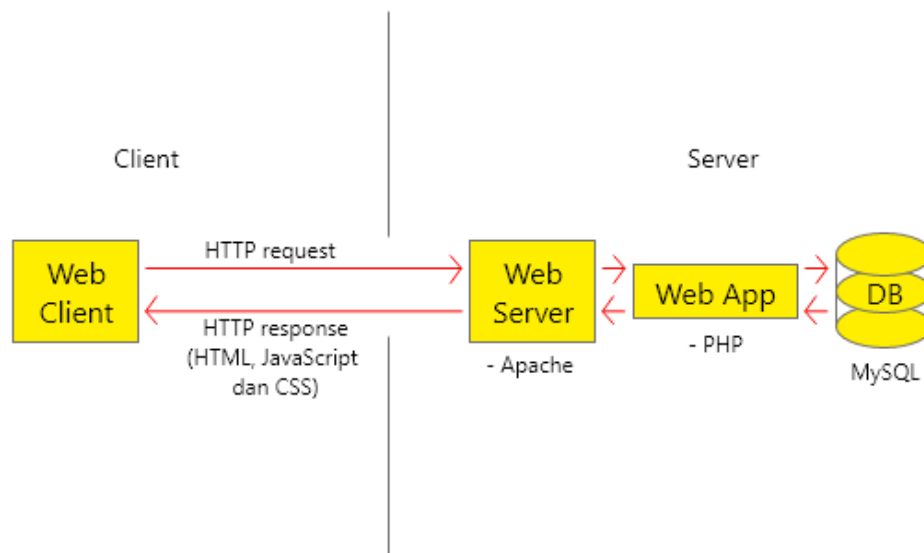 Client
Server
Web
Client
HTTP request
HTTP response
(HTML, JavaScript
dan CSS)
Web
Server
- Apache
Web App
- PHP
DB
MySQL